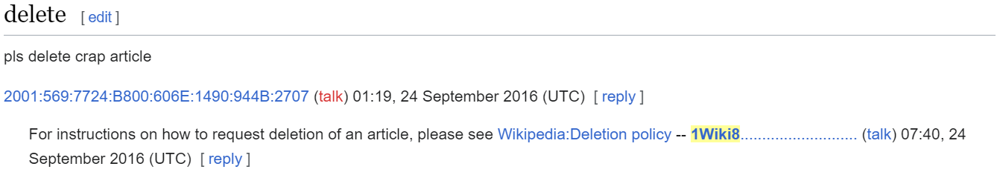 delete [ edit ]
pls delete crap article
2001:569:7724:B800:606E:1490:944B:2707 (talk) 01:19, 24 September 2016 (UTC) [ reply ]
For instructions on how to request deletion of an article, please see Wikipedia:Deletion policy -- 1Wiki8........................... (talk) 07:40, 24
September 2016 (UTC) [ reply ]